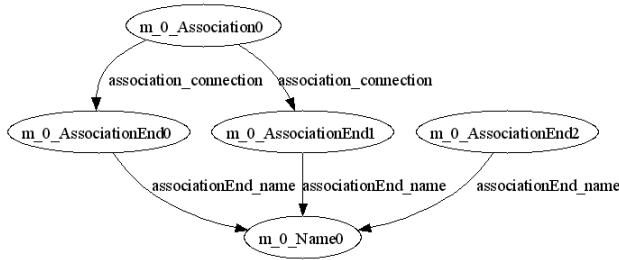 m_0_Association0
association_connection
association_connection
m_0_AssociationEnd0
m_0_AssociationEnd1
m_0_AssociationEnd2
associationEnd_name
associationEnd_name
associationEnd_name
m_0_Name0